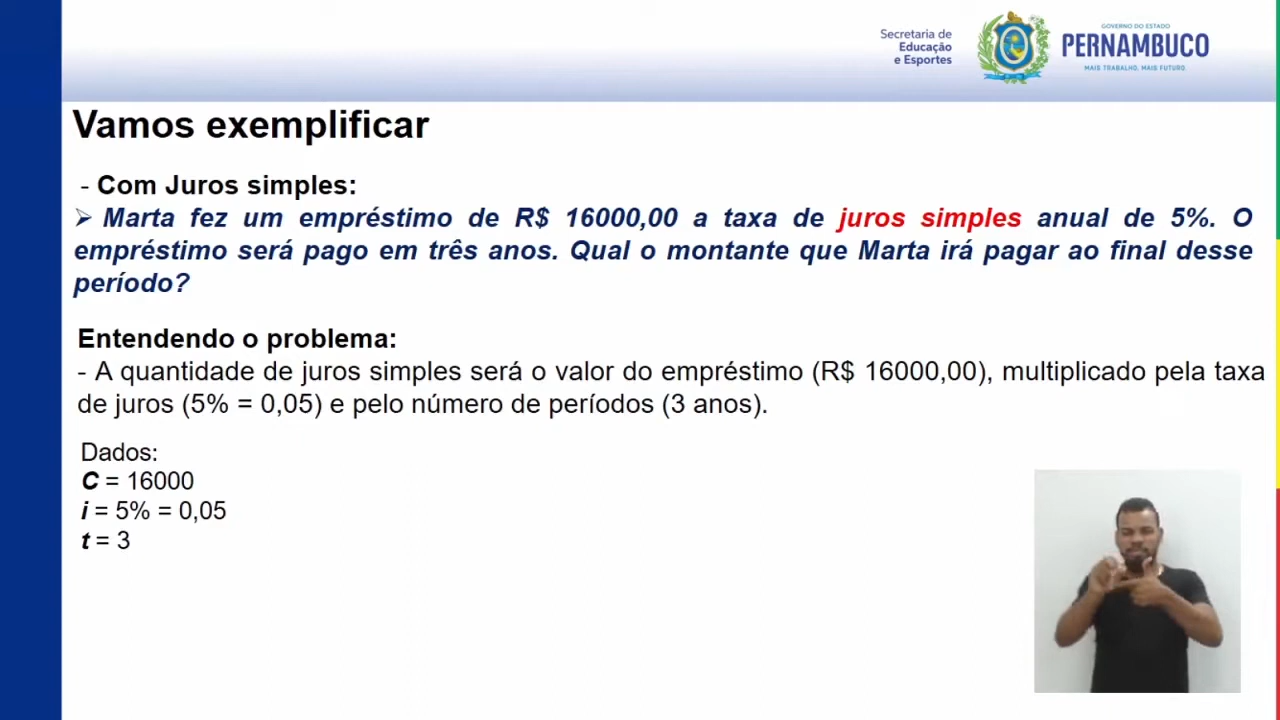 Secretaria de
Educação
e Esportes
GOVERNO DO ESTADO
PERNAMBUCO
MAIS TRABALHO, MAIS FUTURO.
Vamos exemplificar
- Com Juros simples:
➢ Marta fez um empréstimo de R$ 16000,00 a taxa de juros simples anual de 5%. O
empréstimo será pago em três anos. Qual o montante que Marta irá pagar ao final desse
período?
Entendendo o problema:
- A quantidade de juros simples será o valor do empréstimo (R$ 16000,00), multiplicado pela taxa
de juros (5% = 0,05) e pelo número de períodos (3 anos).
Dados:
C = 16000
i = 5% = 0,05
t = 3